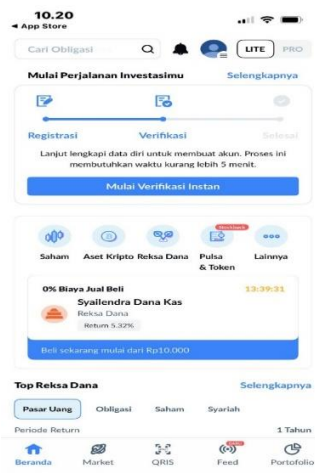 10.20
App Store
Cari Obligasi
LITE PRO
Mulai Perjalanan Investasimu Selengkapnya
Registrasi Verifikasi Selesai
Lanjut lengkapi data diri untuk membuat akun. Proses ini
membutuhkan waktu kurang lebih 5 menit.
Mulai Verifikasi Instan
Saham Aset Kripto Reksa Dana Pulsa & Token Lainnya
0% Biaya Jual Beli 13:39:31
Syailendra Dana Kas
Reksa Dana
Return 5.32%
Beli sekarang mulai dari Rp10.000
Top Reksa Dana Selengkapnya
Pasar Uang Obligasi Saham Syariah
Periode Return 1 Tahun
Beranda Market QRIS Feed Portofolio